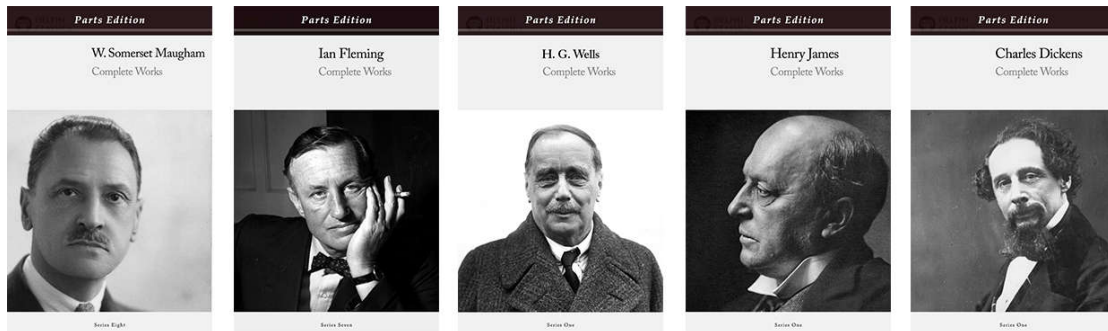 Parts Edition
W. Somerset Maugham
Complete Works
Series Eight
Parts Edition
Ian Fleming
Complete Works
Series Seven
Parts Edition
H. G. Wells
Complete Works
Series One
Parts Edition
Henry James
Complete Works
Series One
Parts Edition
Charles Dickens
Complete Works
Series One